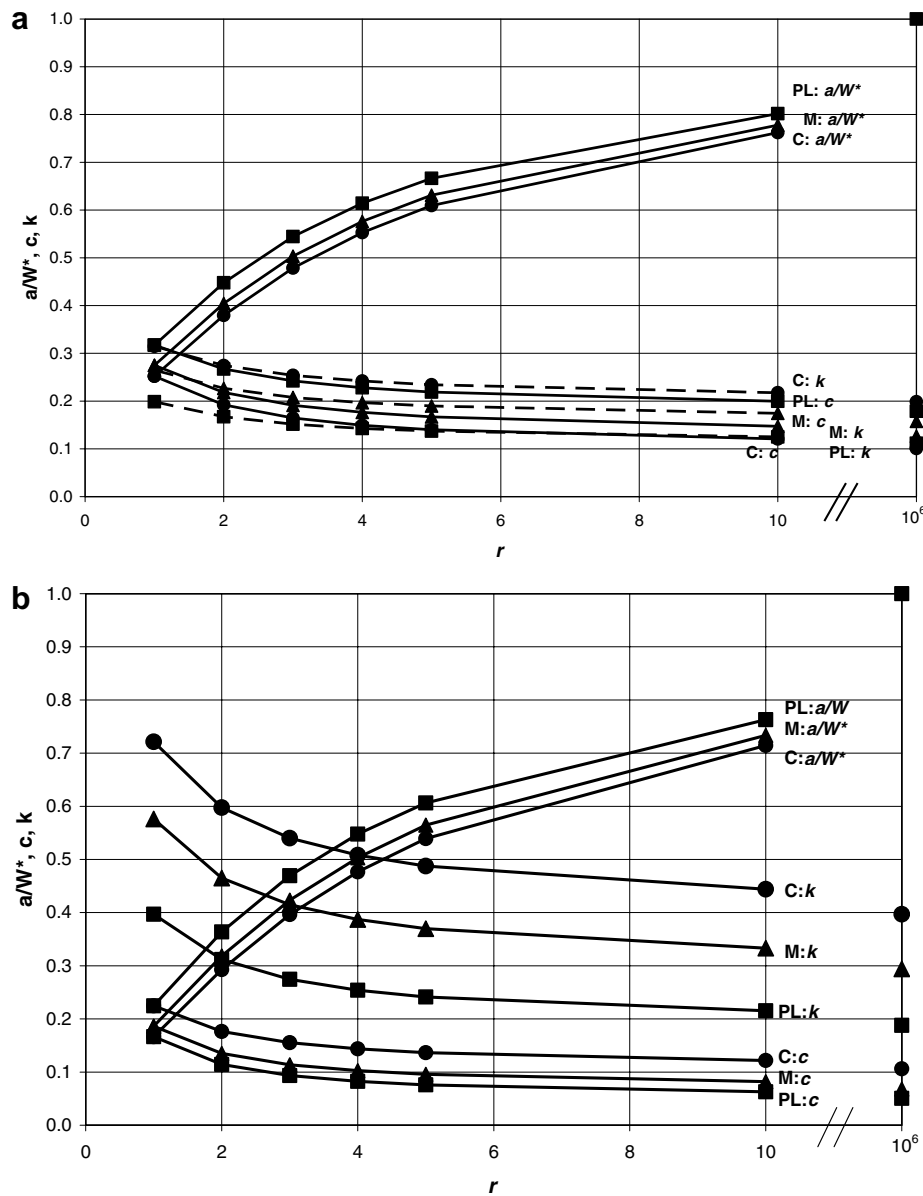 a
1.0
0.9
0.8
0.7
0.6
0.5
0.4
0.3
0.2
0.1
0.0
a/W*, c, k
PL: a/W*
M: a/W*
C: a/W*
C: k
PL: c
M: c
M: k
C: c
PL: k
0 2 4 6 8 10 10⁶
r
b
1.0
0.9
0.8
0.7
0.6
0.5
0.4
0.3
0.2
0.1
0.0
a/W*, c, k
PL:a/W
M:a/W*
C:a/W*
C:k
M:k
PL:k
C:c
M:c
PL:c
0 2 4 6 8 10 10⁶
r